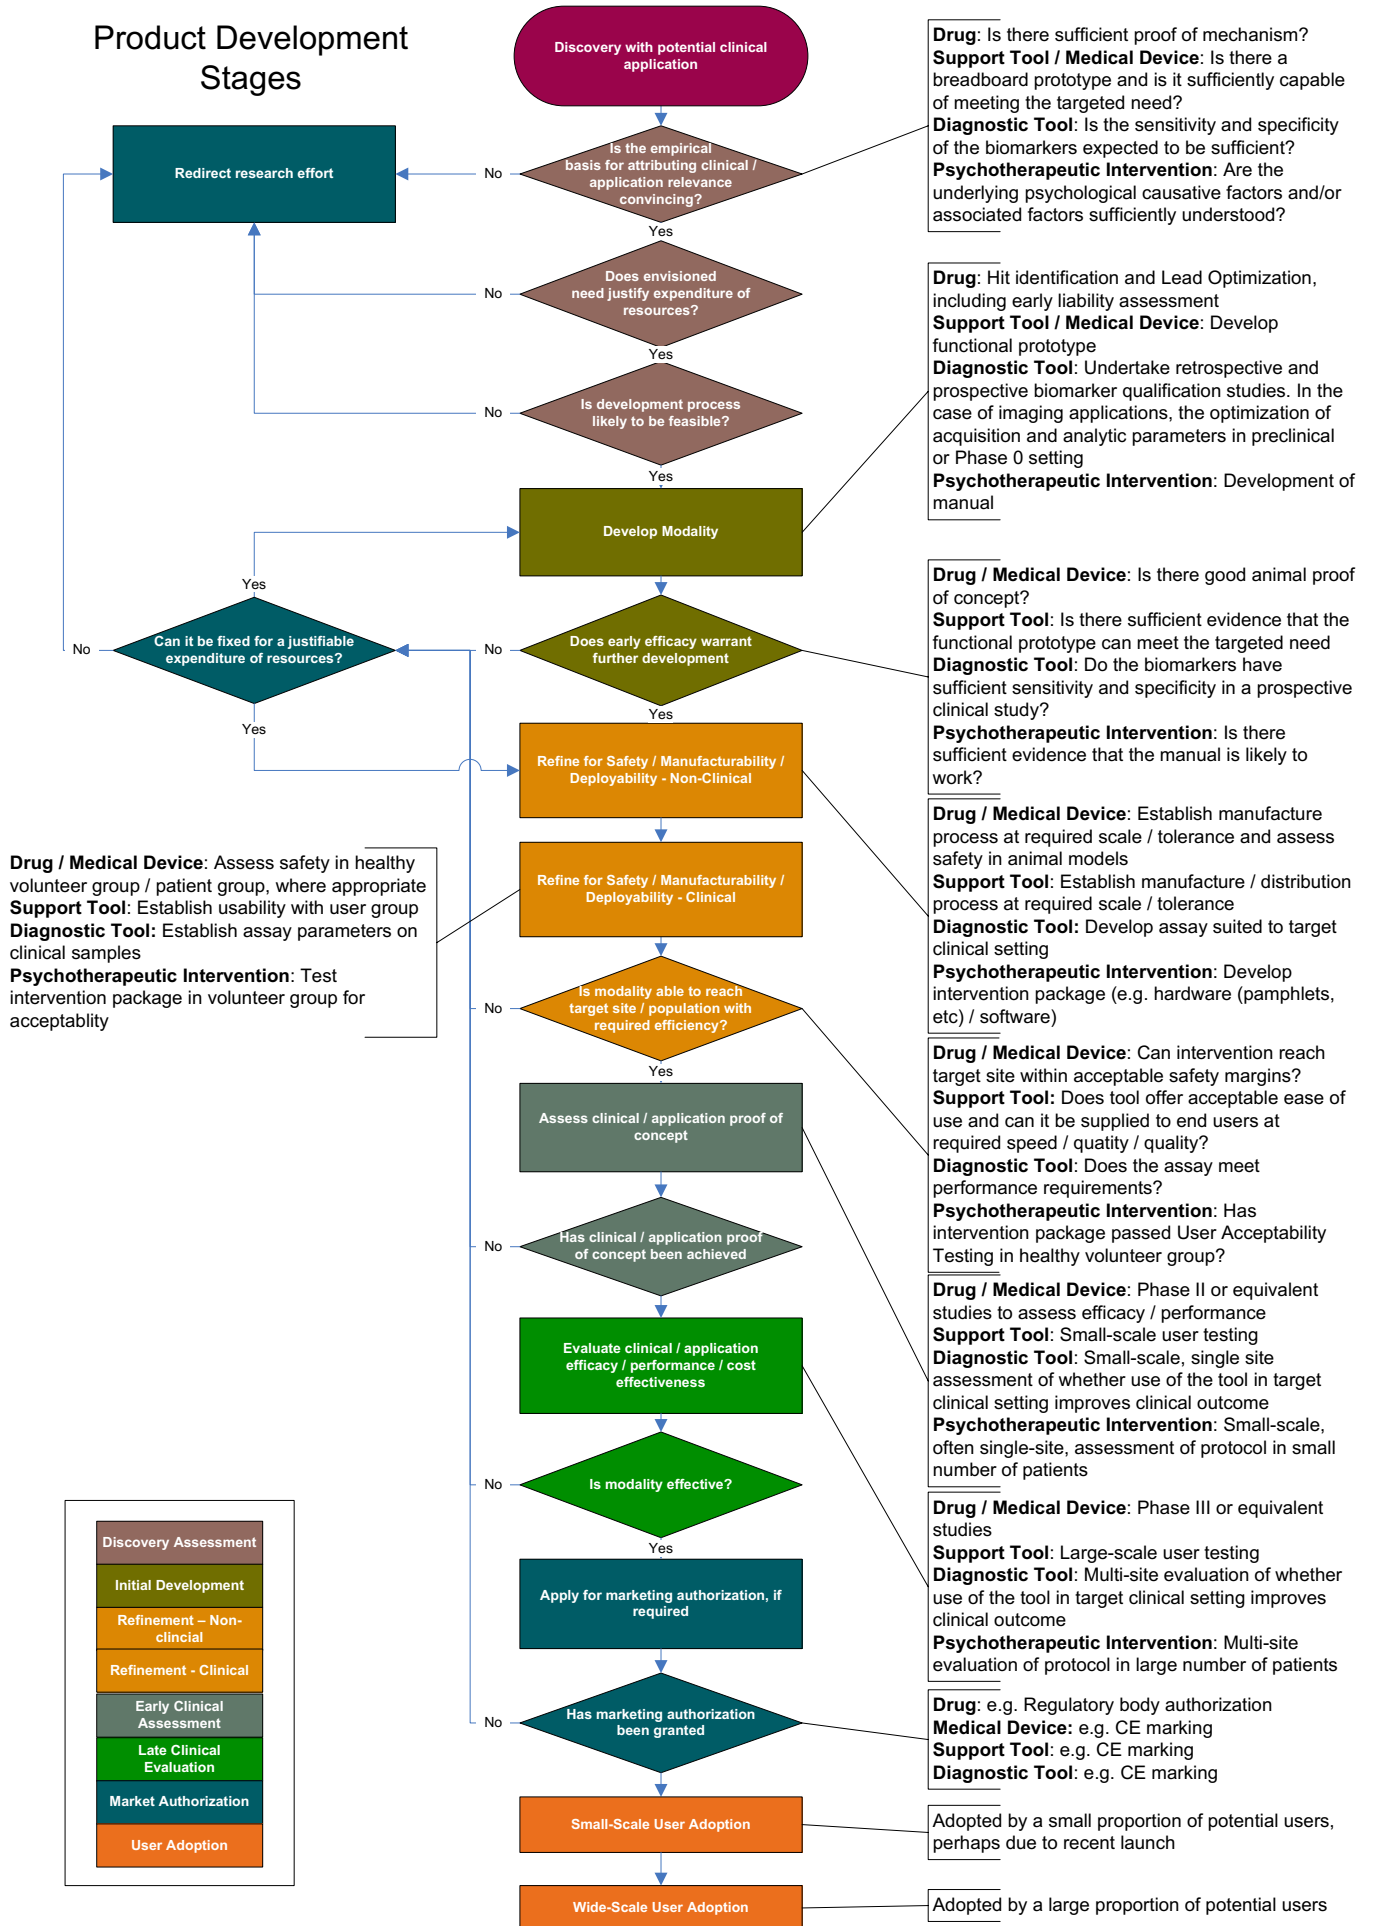 Product Development
Stages
Discovery with potential clinical
application
Drug: Is there sufficient proof of mechanism?
Support Tool / Medical Device: Is there a
breadboard prototype and is it sufficiently capable
of meeting the targeted need?
Diagnostic Tool: Is the sensitivity and specificity
of the biomarkers expected to be sufficient?
Psychotherapeutic Intervention: Are the
underlying psychological causative factors and/or
associated factors sufficiently understood?
Is the empirical
basis for attributing clinical /
application relevance
convincing?
No
Redirect research effort
Yes
Does envisioned
need justify expenditure of
resources?
No
Yes
Is development process
likely to be feasible?
No
Yes
Drug: Hit identification and Lead Optimization,
including early liability assessment
Support Tool / Medical Device: Develop
functional prototype
Diagnostic Tool: Undertake retrospective and
prospective biomarker qualification studies. In the
case of imaging applications, the optimization of
acquisition and analytic parameters in preclinical
or Phase 0 setting
Psychotherapeutic Intervention: Development of
manual
Develop Modality
Yes
Can it be fixed for a justifiable
expenditure of resources?
No
Yes
Does early efficacy warrant
further development
No
Yes
Drug / Medical Device: Is there good animal proof
of concept?
Support Tool: Is there sufficient evidence that the
functional prototype can meet the targeted need
Diagnostic Tool: Do the biomarkers have
sufficient sensitivity and specificity in a prospective
clinical study?
Psychotherapeutic Intervention: Is there
sufficient evidence that the manual is likely to
work?
Refine for Safety / Manufacturability /
Deployability - Non-Clinical
Drug / Medical Device: Establish manufacture
process at required scale / tolerance and assess
safety in animal models
Support Tool: Establish manufacture / distribution
process at required scale / tolerance
Diagnostic Tool: Develop assay suited to target
clinical setting
Psychotherapeutic Intervention: Develop
intervention package (e.g. hardware (pamphlets,
etc) / software)
Refine for Safety / Manufacturability /
Deployability - Clinical
Drug / Medical Device: Assess safety in healthy
volunteer group / patient group, where appropriate
Support Tool: Establish usability with user group
Diagnostic Tool: Establish assay parameters on
clinical samples
Psychotherapeutic Intervention: Test
intervention package in volunteer group for
acceptablity
Is modality able to reach
target site / population with
required efficiency?
No
Yes
Drug / Medical Device: Can intervention reach
target site within acceptable safety margins?
Support Tool: Does tool offer acceptable ease of
use and can it be supplied to end users at
required speed / quatity / quality?
Diagnostic Tool: Does the assay meet
performance requirements?
Psychotherapeutic Intervention: Has
intervention package passed User Acceptability
Testing in healthy volunteer group?
Assess clinical / application proof of
concept
Drug / Medical Device: Phase II or equivalent
studies to assess efficacy / performance
Support Tool: Small-scale user testing
Diagnostic Tool: Small-scale, single site
assessment of whether use of the tool in target
clinical setting improves clinical outcome
Psychotherapeutic Intervention: Small-scale,
often single-site, assessment of protocol in small
number of patients
Has clinical / application proof
of concept been achieved
No
Evaluate clinical / application
efficacy / performance / cost
effectiveness
Drug / Medical Device: Phase III or equivalent
studies
Support Tool: Large-scale user testing
Diagnostic Tool: Multi-site evaluation of whether
use of the tool in target clinical setting improves
clinical outcome
Psychotherapeutic Intervention: Multi-site
evaluation of protocol in large number of patients
Is modality effective?
No
Yes
Apply for marketing authorization, if
required
Has marketing authorization
been granted
No
Drug: e.g. Regulatory body authorization
Medical Device: e.g. CE marking
Support Tool: e.g. CE marking
Diagnostic Tool: e.g. CE marking
Small-Scale User Adoption
Adopted by a small proportion of potential users,
perhaps due to recent launch
Wide-Scale User Adoption
Adopted by a large proportion of potential users
Discovery Assessment
Initial Development
Refinement – Non-
clincial
Refinement - Clinical
Early Clinical
Assessment
Late Clinical
Evaluation
Market Authorization
User Adoption